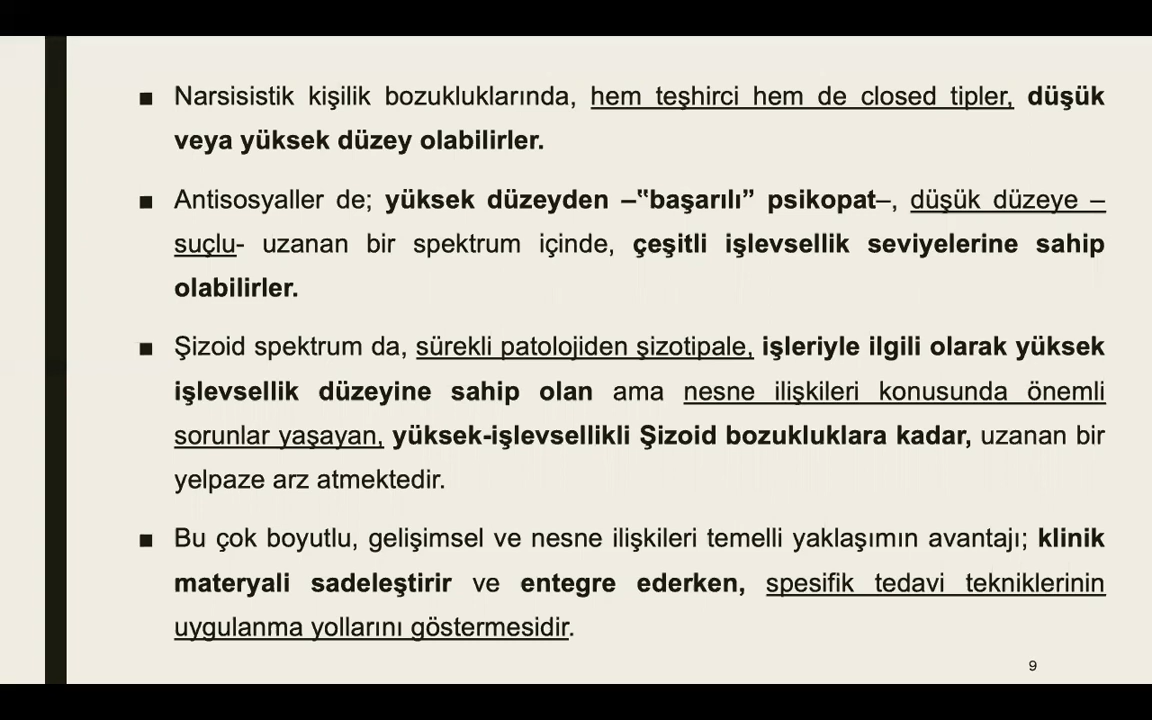 ▪ Narsisistik kişilik bozukluklarında, hem teşhirci hem de closed tipler, düşük
veya yüksek düzey olabilirler.
▪ Antisosyaller de; yüksek düzeyden –“başarılı” psikopat–, düşük düzeye –
suçlu- uzanan bir spektrum içinde, çeşitli işlevsellik seviyelerine sahip
olabilirler.
▪ Şizoid spektrum da, sürekli patolojiden şizotipale, işleriyle ilgili olarak yüksek
işlevsellik düzeyine sahip olan ama nesne ilişkileri konusunda önemli
sorunlar yaşayan, yüksek-işlevsellikli Şizoid bozukluklara kadar, uzanan bir
yelpaze arz atmektedir.
▪ Bu çok boyutlu, gelişimsel ve nesne ilişkileri temelli yaklaşımın avantajı; klinik
materyali sadeleştirir ve entegre ederken, spesifik tedavi tekniklerinin
uygulanma yollarını göstermesidir.
9